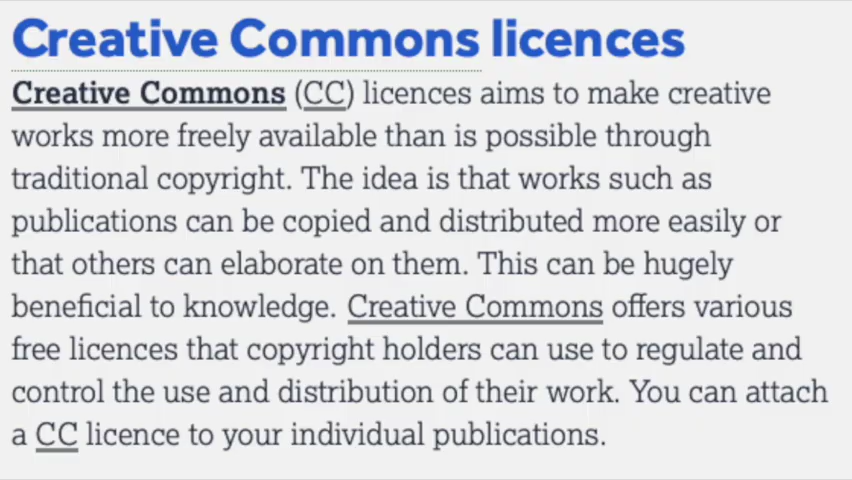 Creative Commons licences
Creative Commons (CC) licences aims to make creative
works more freely available than is possible through
traditional copyright. The idea is that works such as
publications can be copied and distributed more easily or
that others can elaborate on them. This can be hugely
beneficial to knowledge. Creative Commons offers various
free licences that copyright holders can use to regulate and
control the use and distribution of their work. You can attach
a CC licence to your individual publications.